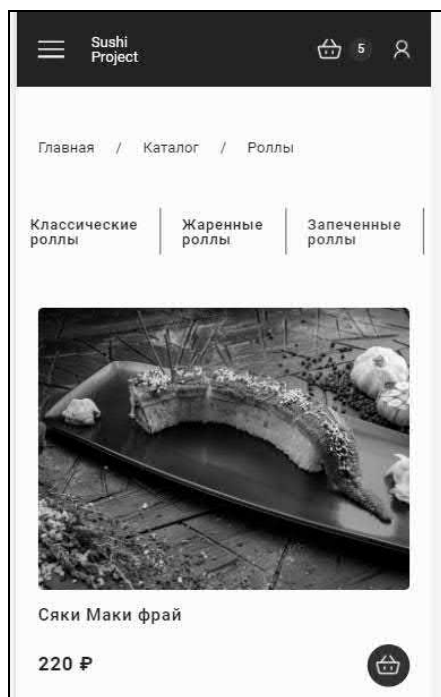 Sushi
Project
5
Главная / Каталог / Роллы
Классические
роллы
Жаренные
роллы
Запеченные
роллы
Сяки Маки фрай
220 ₽